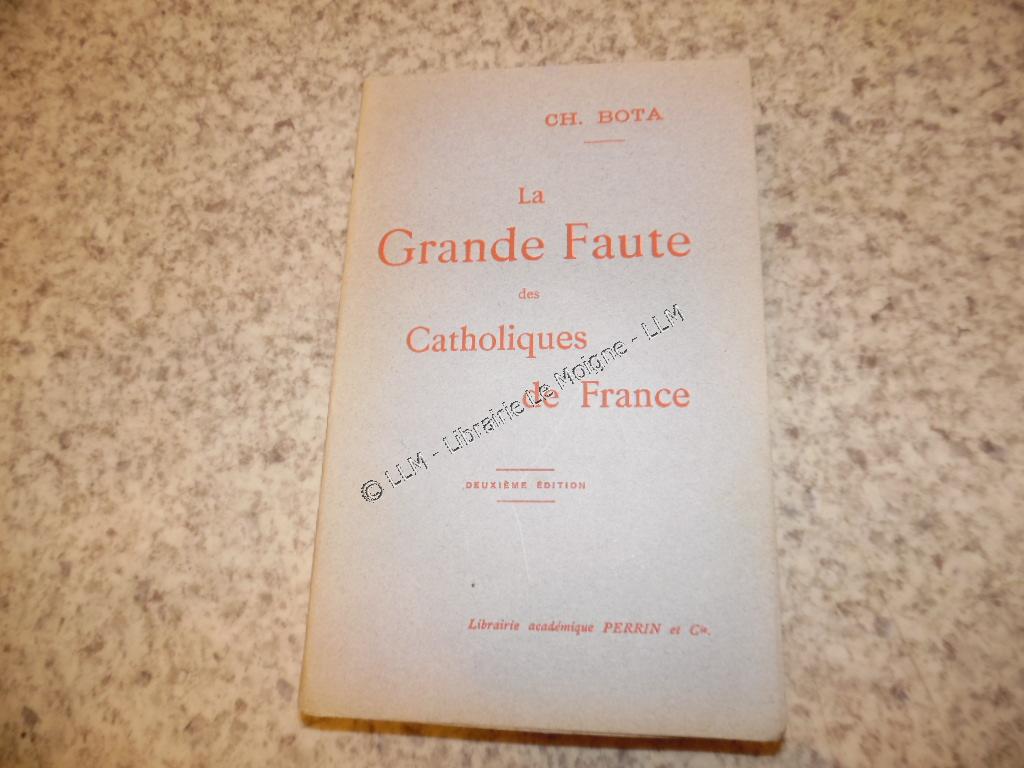 CH. BOTA
La
Grande Faute
des
Catholiques
de France
© LLM - Librairie Le Moigne - LLM
DEUXIÈME ÉDITION
Librairie académique PERRIN et Cie.